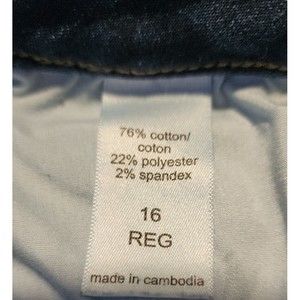 76% cotton/
coton
22% polyester
2% spandex
16
REG
made in cambodia